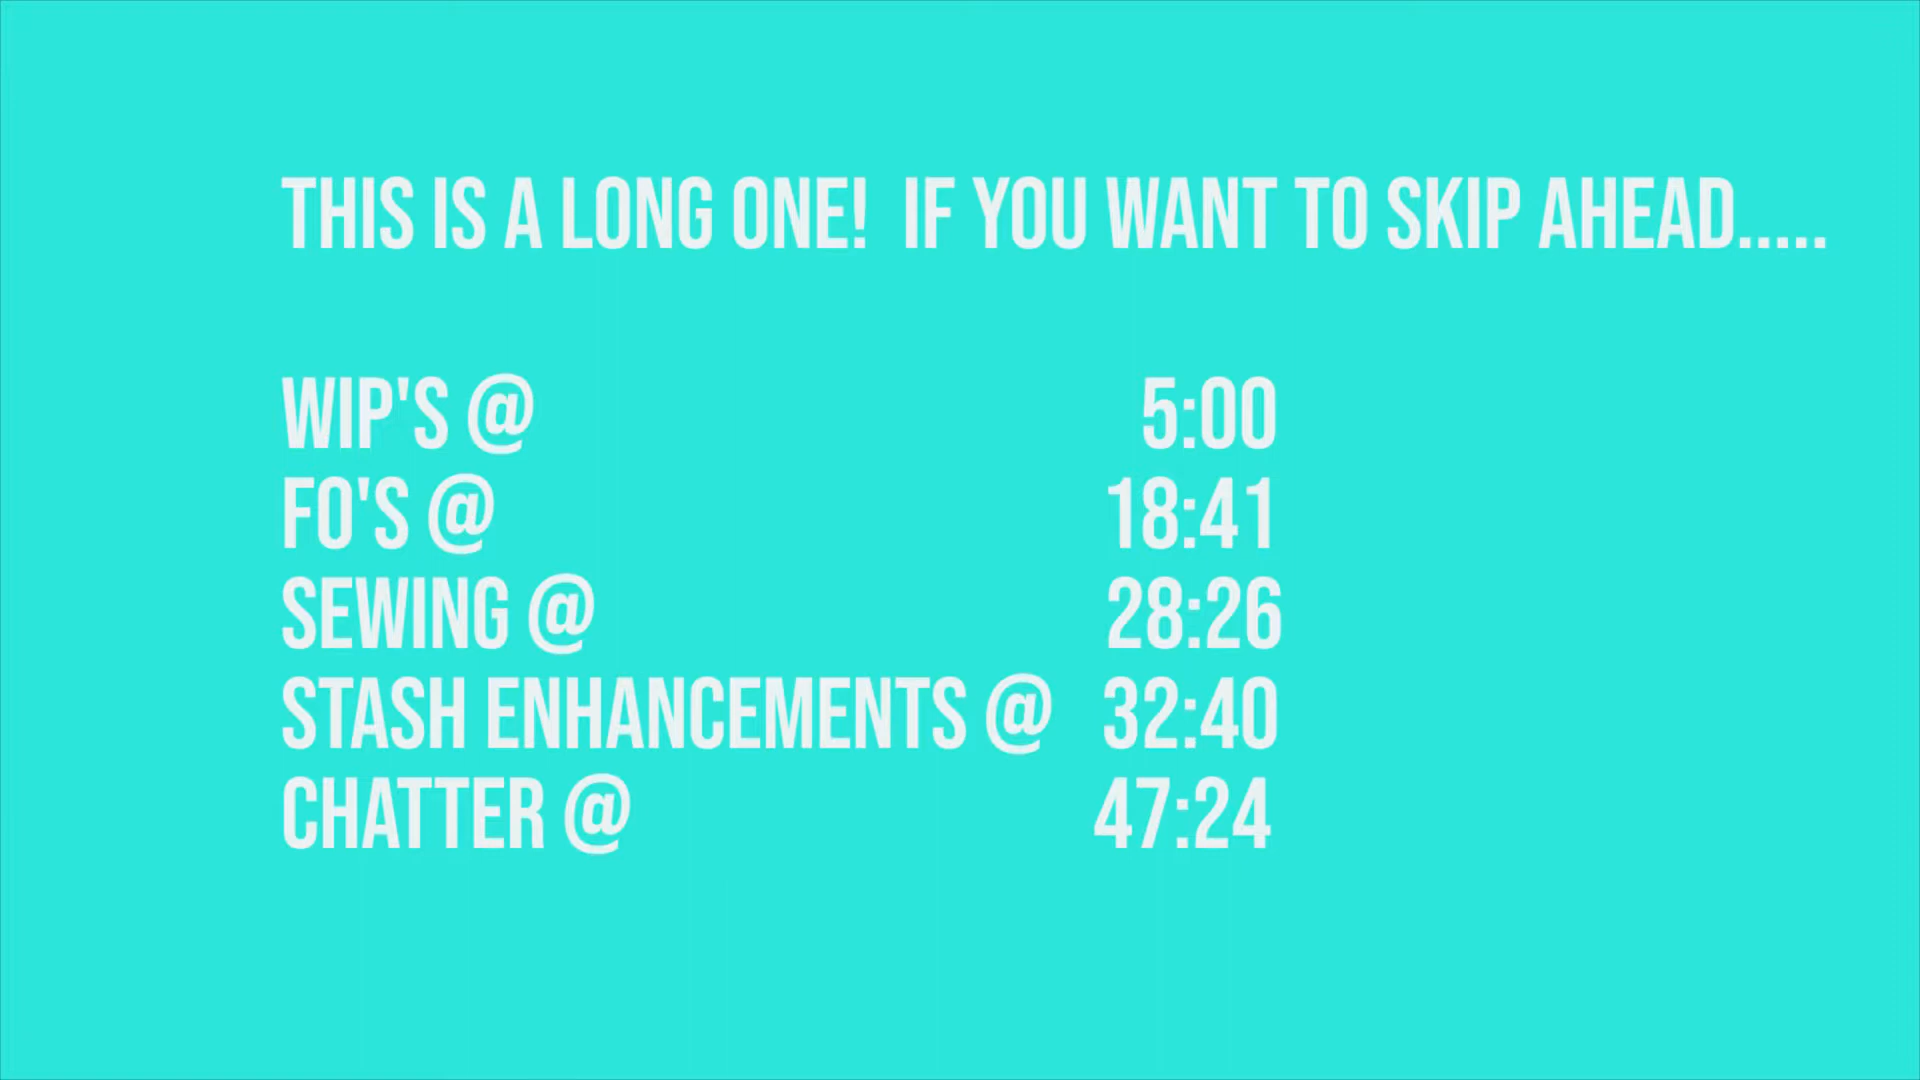 THIS IS A LONG ONE! IF YOU WANT TO SKIP AHEAD.....
WIP'S @ 5:00
FO'S @ 18:41
SEWING @ 28:26
STASH ENHANCEMENTS @ 32:40
CHATTER @ 47:24